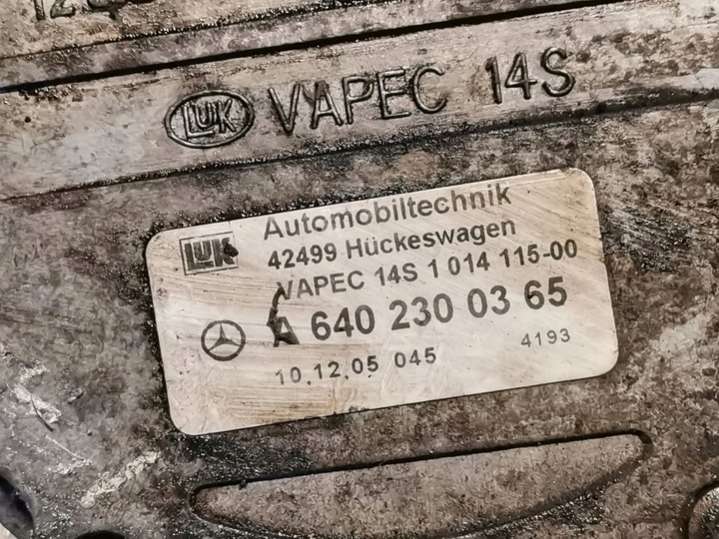 LUK VAPEC 14S
LUK Automobiltechnik
42499 Hückeswagen
VAPEC 14S 1 014 115-00
A 640 230 03 65
10.12.05 045 4193